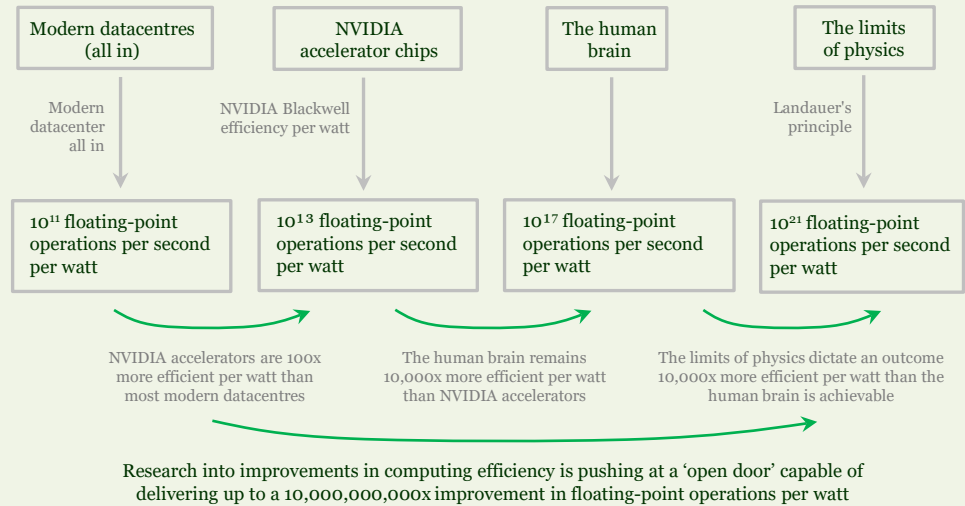 Modern datacentres
(all in)
NVIDIA
accelerator chips
The human
brain
The limits
of physics
Modern
datacenter
all in
NVIDIA Blackwell
efficiency per watt
Landauer's
principle
10¹¹ floating-point
operations per second
per watt
10¹³ floating-point
operations per second
per watt
10¹⁷ floating-point
operations per second
per watt
10²¹ floating-point
operations per second
per watt
NVIDIA accelerators are 100x
more efficient per watt than
most modern datacentres
The human brain remains
10,000x more efficient per watt
than NVIDIA accelerators
The limits of physics dictate an outcome
10,000x more efficient per watt than the
human brain is achievable
Research into improvements in computing efficiency is pushing at a ‘open door’ capable of
delivering up to a 10,000,000,000x improvement in floating-point operations per watt